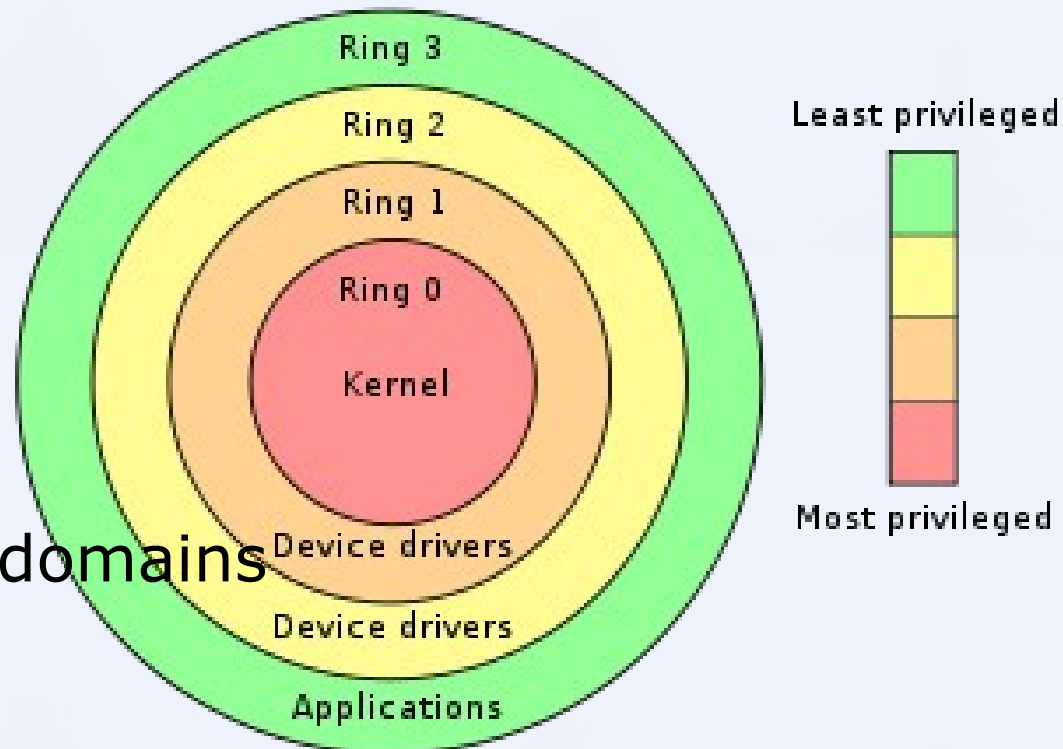 Ring 3
Ring 2
Ring 1
Ring 0
Kernel
domains
Device drivers
Device drivers
Applications
Least privileged
Most privileged